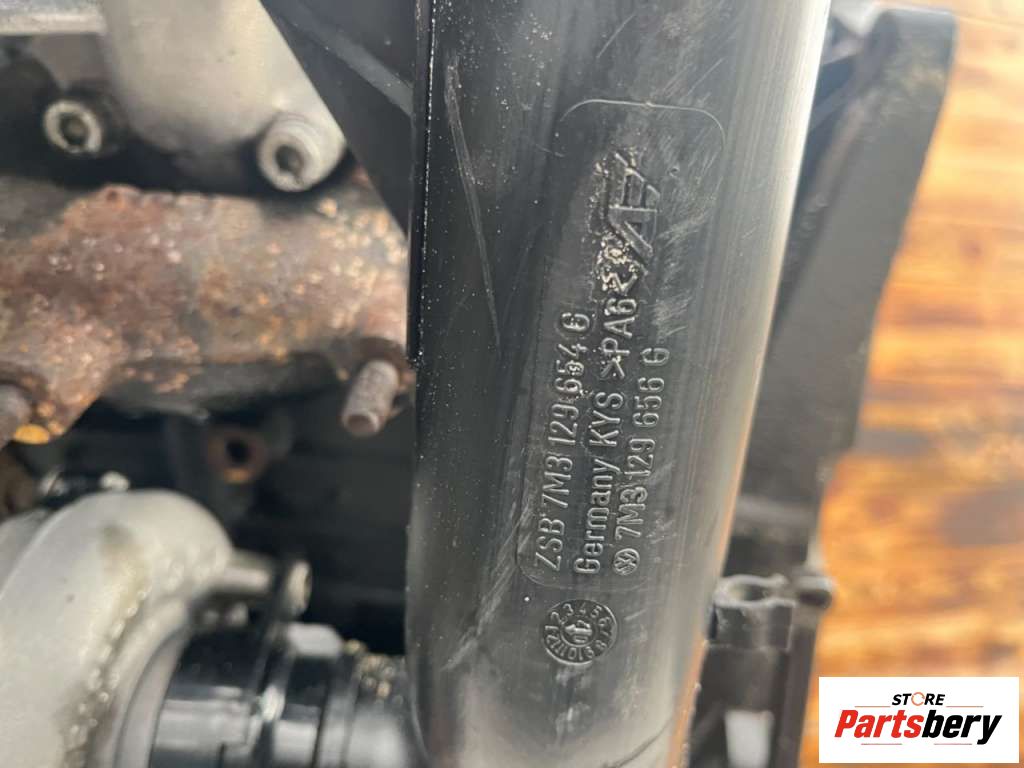 ZSB 7M3 129 654 G
Germany KYS >PA6
7M3 129 656 G
STORE
Partsbery